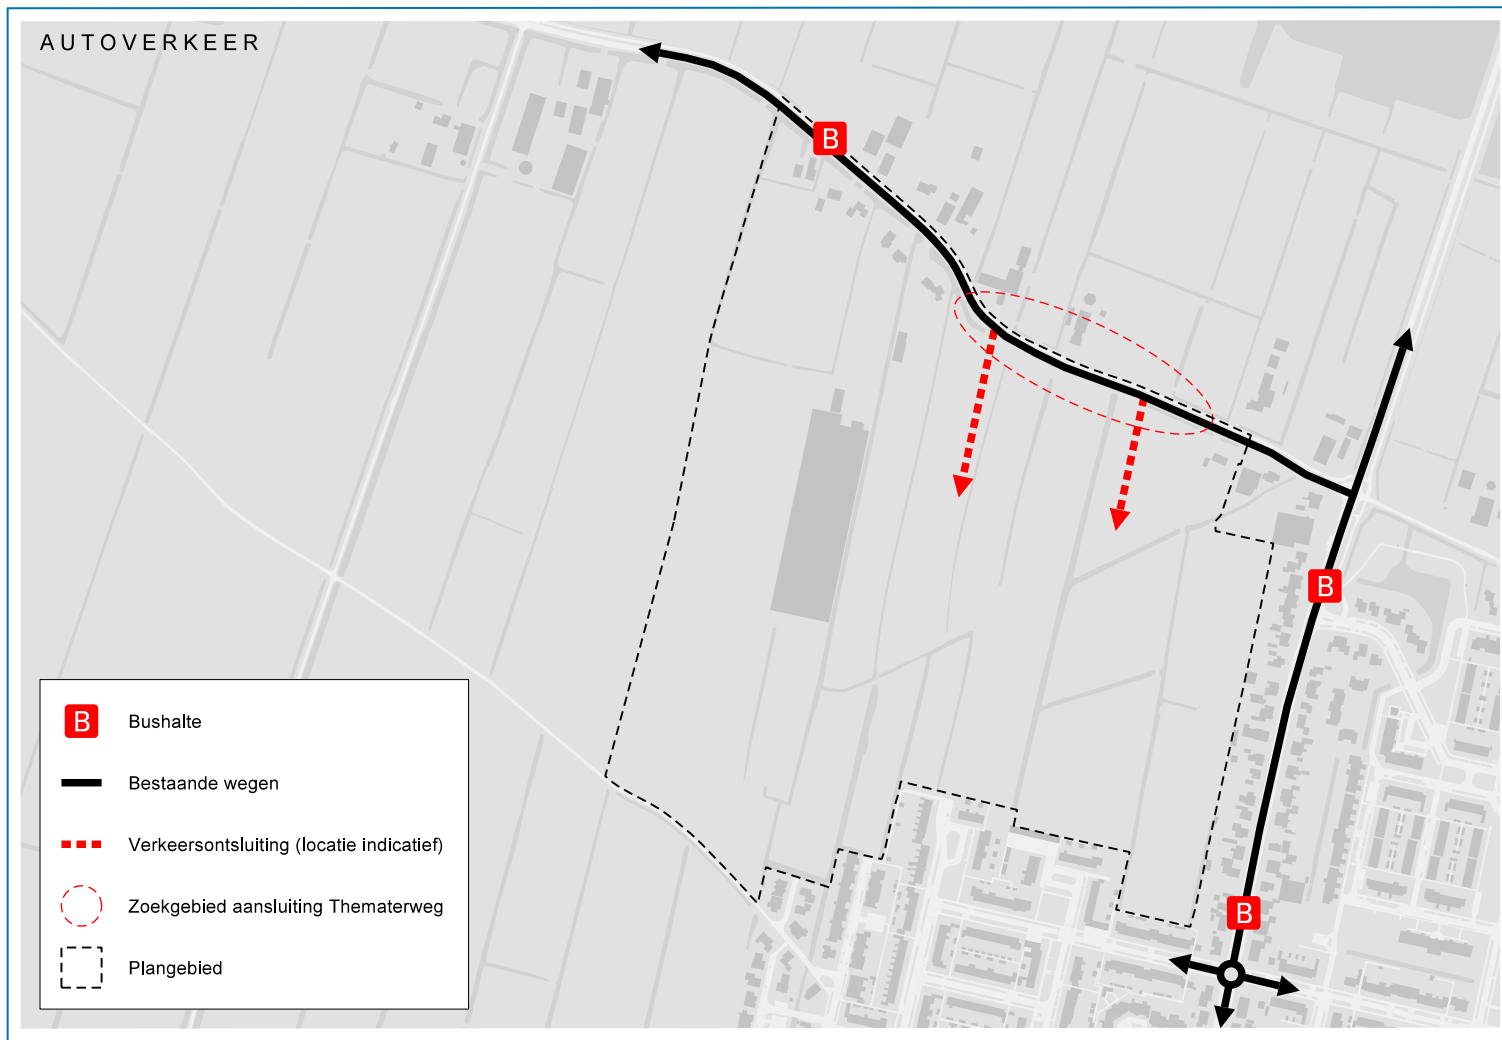 AUTOVERKEER
B
B
B
B Bushalte
Bestaande wegen
Verkeersontsluiting (locatie indicatief)
Zoekgebied aansluiting Thematerweg
Plangebied